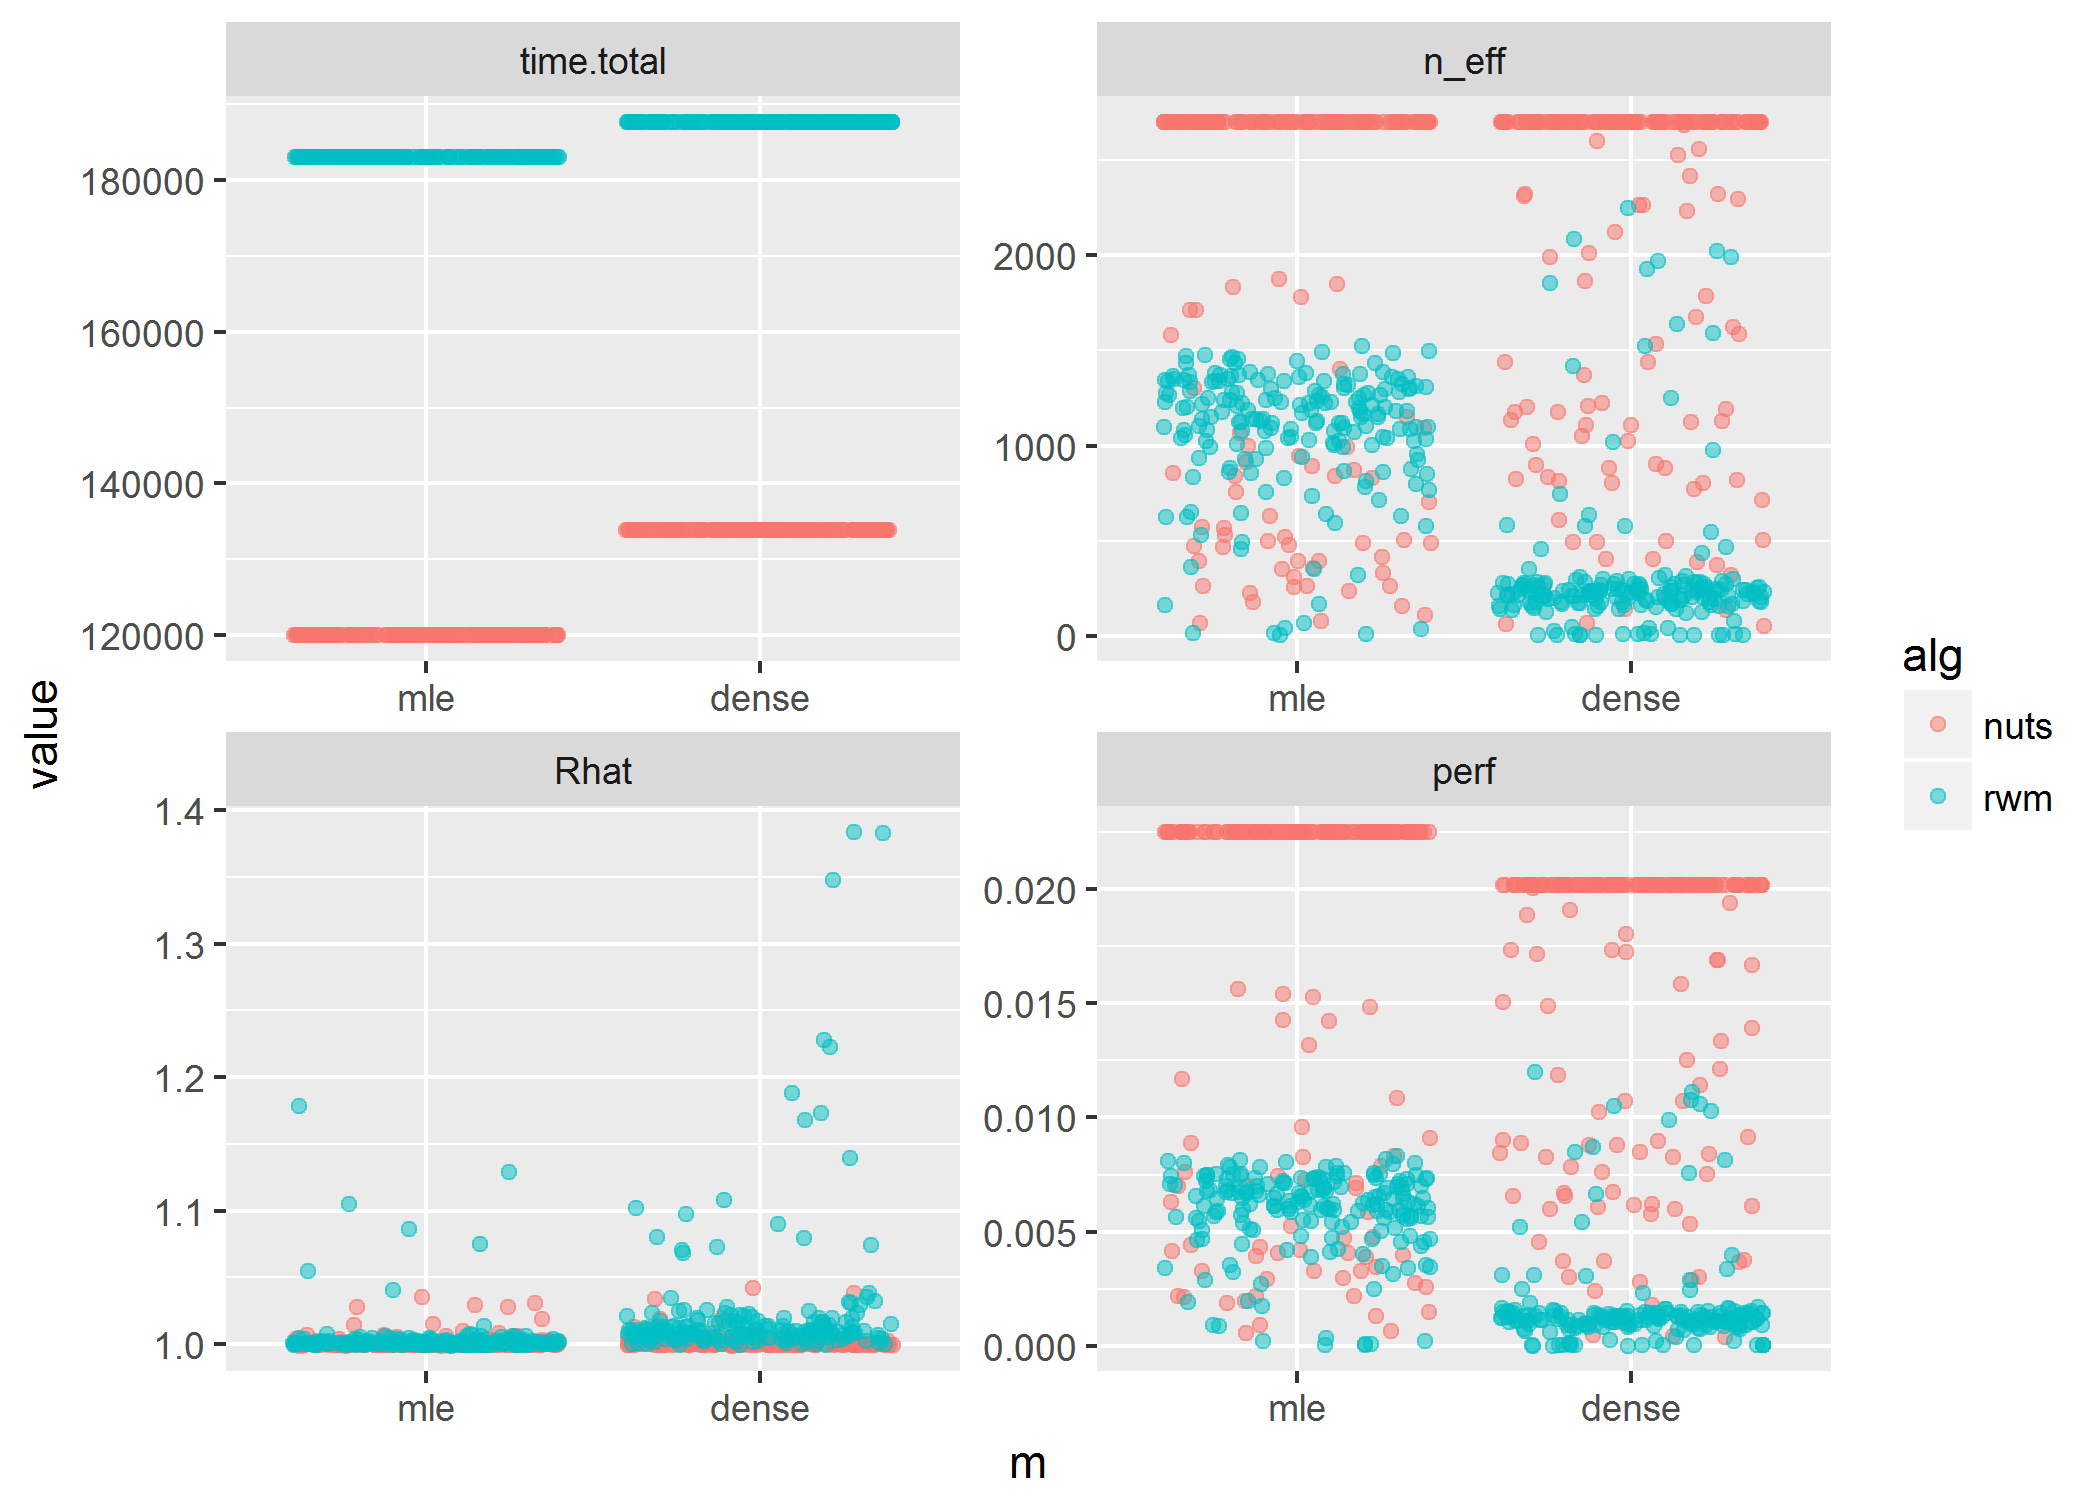 time.total
n_eff
180000
160000
140000
120000
2000
1000
0
mle
dense
mle
dense
value
Rhat
perf
1.4
1.3
1.2
1.1
1.0
0.020
0.015
0.010
0.005
0.000
mle
dense
mle
dense
m
alg
nuts
rwm